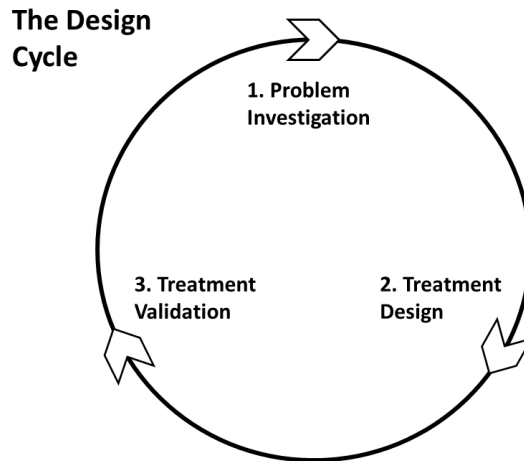 The Design
Cycle
1. Problem
Investigation
3. Treatment
Validation
2. Treatment
Design